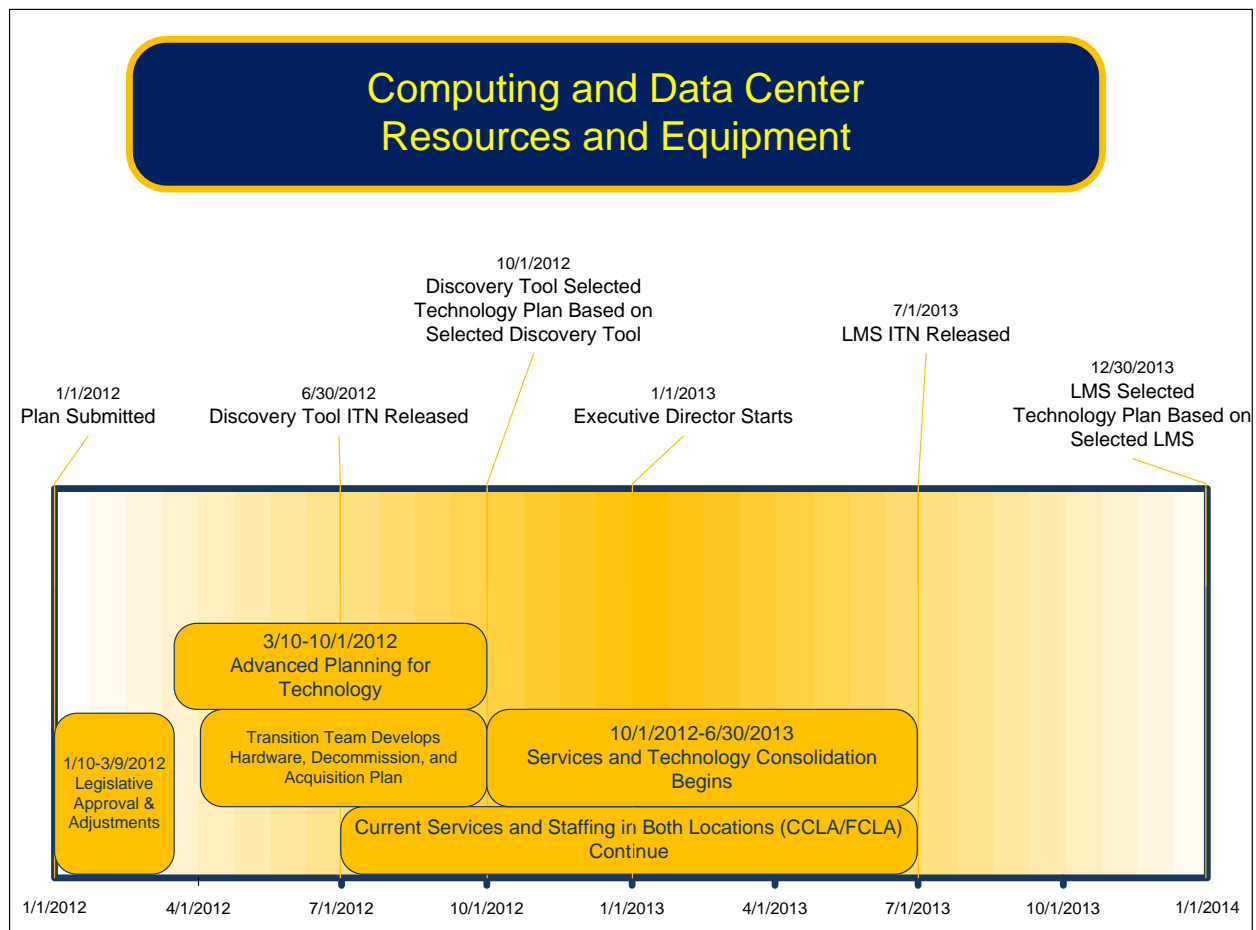 Computing and Data Center
Resources and Equipment
10/1/2012
Discovery Tool Selected
Technology Plan Based on
Selected Discovery Tool
7/1/2013
LMS ITN Released
12/30/2013
LMS Selected
Technology Plan Based on
Selected LMS
1/1/2012
Plan Submitted
6/30/2012
Discovery Tool ITN Released
1/1/2013
Executive Director Starts
3/10-10/1/2012
Advanced Planning for
Technology
1/10-3/9/2012
Legislative
Approval &
Adjustments
Transition Team Develops
Hardware, Decommission, and
Acquisition Plan
10/1/2012-6/30/2013
Services and Technology Consolidation
Begins
Current Services and Staffing in Both Locations (CCLA/FCLA)
Continue
1/1/2012
4/1/2012
7/1/2012
10/1/2012
1/1/2013
4/1/2013
7/1/2013
10/1/2013
1/1/2014